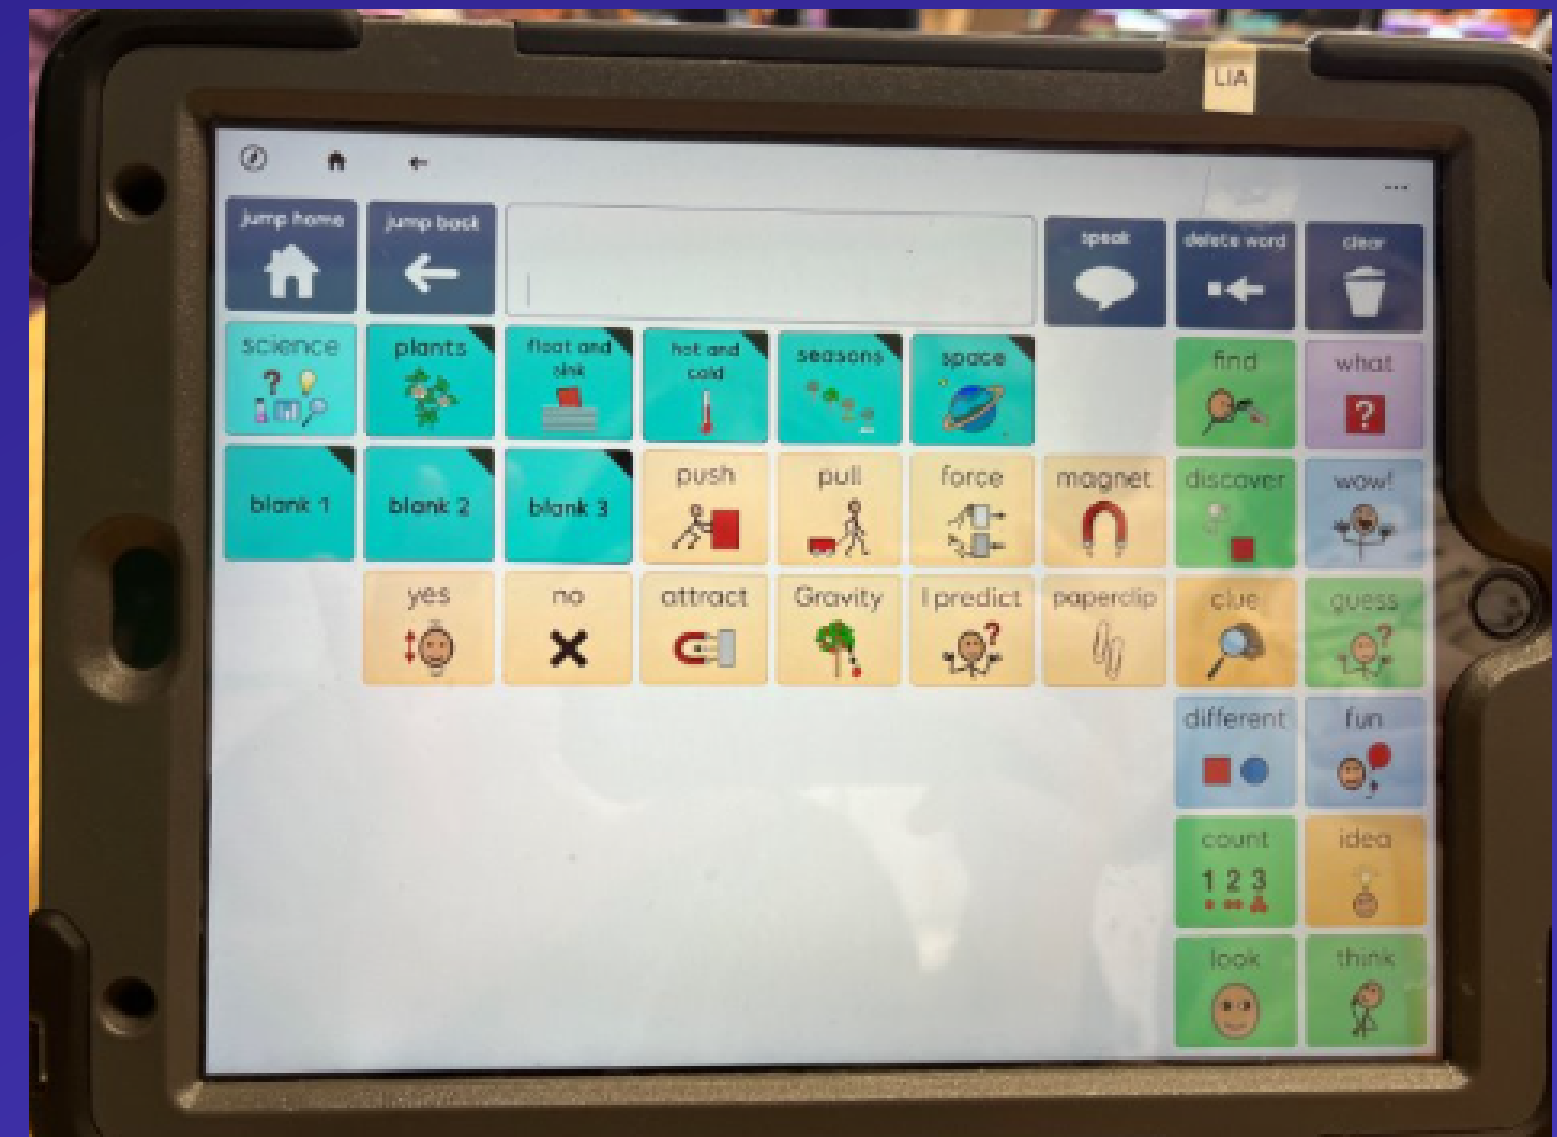 LIA
jump home
jump back
speak
delete word
clear
science
plants
float and
sink
hot and
cold
seasons
space
find
what
?
blank 1
blank 2
blank 3
push
pull
force
magnet
discover
wow!
yes
no
attract
Gravity
I predict
paperclip
clue
guess
different
fun
count
1 2 3
idea
look
think